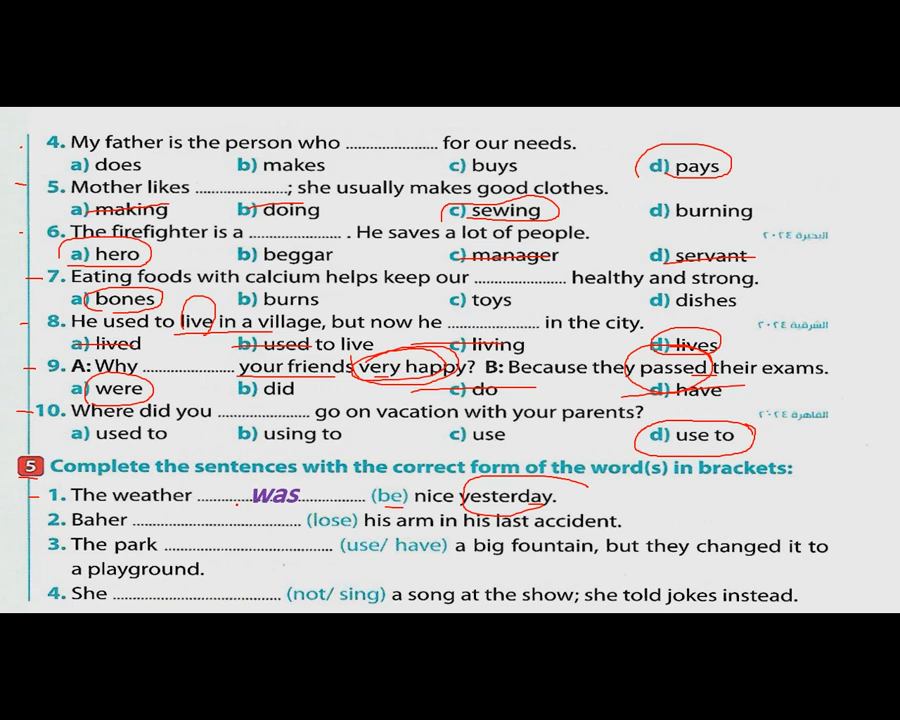 4. My father is the person who ...................... for our needs.
a) does b) makes c) buys d) pays
5. Mother likes ......................; she usually makes good clothes.
a) making b) doing c) sewing d) burning
6. The firefighter is a ...................... . He saves a lot of people. البحيرة ٢٠٢٤
a) hero b) beggar c) manager d) servant
7. Eating foods with calcium helps keep our ...................... healthy and strong.
a) bones b) burns c) toys d) dishes
8. He used to live in a village, but now he ...................... in the city. الشرقية ٢٠٢٤
a) lived b) used to live c) living d) lives
9. A: Why ...................... your friends very happy? B: Because they passed their exams.
a) were b) did c) do d) have
10. Where did you ...................... go on vacation with your parents? القاهرة ٢٠٢٤
a) used to b) using to c) use d) use to
5 Complete the sentences with the correct form of the word(s) in brackets:
1. The weather .......... was ................ (be) nice yesterday.
2. Baher ........................................ (lose) his arm in his last accident.
3. The park ........................................ (use/ have) a big fountain, but they changed it to
a playground.
4. She ........................................ (not/ sing) a song at the show; she told jokes instead.